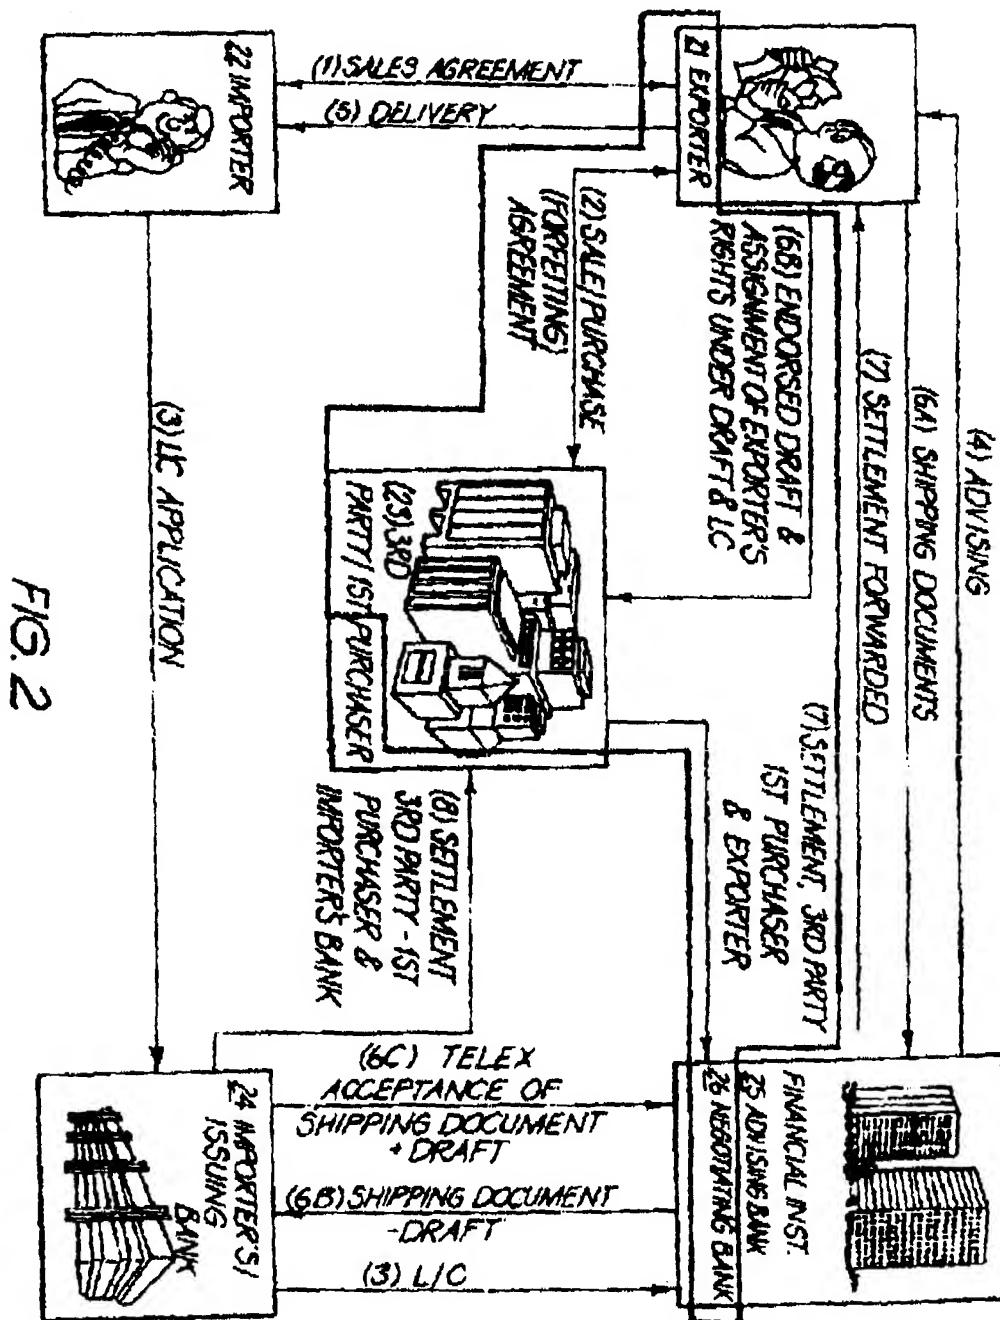 21 EXPORTER
22 IMPORTER
(1) SALES AGREEMENT
(5) DELIVERY
(2) SALE/PURCHASE
(FORFEITING)
AGREEMENT
(6B) ENDORSED DRAFT &
ASSIGNMENT OF EXPORTER'S
RIGHTS UNDER DRAFT & LC
(7) SETTLEMENT FORWARDED
(6A) SHIPPING DOCUMENTS
(4) ADVISING
(3) L/C APPLICATION
(23) 3RD
PARTY/1ST PURCHASER
(7) SETTLEMENT, 3RD PARTY
1ST PURCHASER
& EXPORTER
(8) SETTLEMENT
3RD PARTY - 1ST
PURCHASER &
IMPORTER'S BANK
(6C) TELEX
ACCEPTANCE OF
SHIPPING DOCUMENT
+ DRAFT
(6B) SHIPPING DOCUMENT
-DRAFT
(3) L/C
24 IMPORTER(S)
ISSUING
BANK
FINANCIAL INST.
25 ADVISING BANK
26 NEGOTIATING BANK
FIG. 2